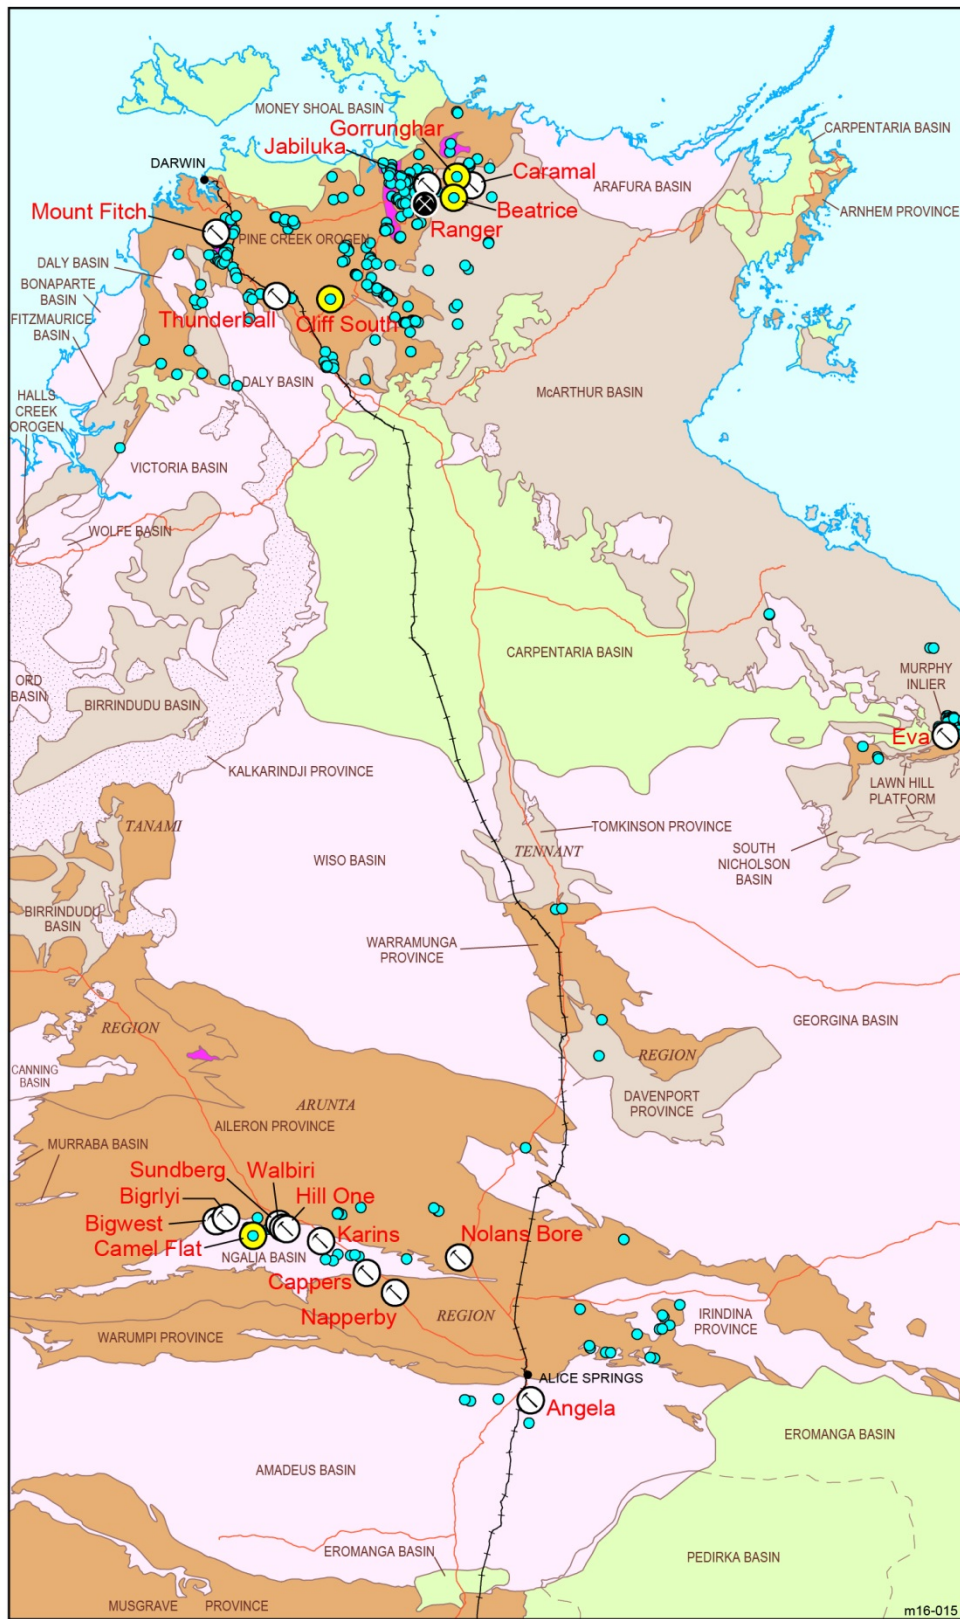 MONEY SHOAL BASIN
Gorrunghar
CARPENTARIA BASIN
Jabiluka
DARWIN
Caramal
ARAFURA BASIN
Beatrice
ARNHEM PROVINCE
Mount Fitch
Ranger
PINE CREEK OROGEN
DALY BASIN
BONAPARTE
BASIN
FITZMAURICE
BASIN
Thunderball
Cliff South
DALY BASIN
HALLS
CREEK
OROGEN
McARTHUR BASIN
VICTORIA BASIN
WOLFE BASIN
CARPENTARIA BASIN
ORD
BASIN
MURPHY
INLIER
BIRRINDUDU BASIN
Eva
KALKARINDJI PROVINCE
LAWN HILL
PLATFORM
TANAMI
TOMKINSON PROVINCE
TENNANT
WISO BASIN
SOUTH
NICHOLSON
BASIN
BIRRINDUDU
BASIN
WARRAMUNGA
PROVINCE
REGION
GEORGINA BASIN
CANNING
BASIN
REGION
DAVENPORT
PROVINCE
ARUNTA
AILERON PROVINCE
MURRABA BASIN
Sundberg
Walbiri
Bigrlyi
Hill One
Bigwest
Karins
Nolans Bore
Camel Flat
NGALIA BASIN
Cappers
Napperby
REGION
IRINDINA
PROVINCE
WARUMPI PROVINCE
ALICE SPRINGS
Angela
EROMANGA BASIN
AMADEUS BASIN
EROMANGA BASIN
PEDIRKA BASIN
MUSGRAVE PROVINCE
m16-015